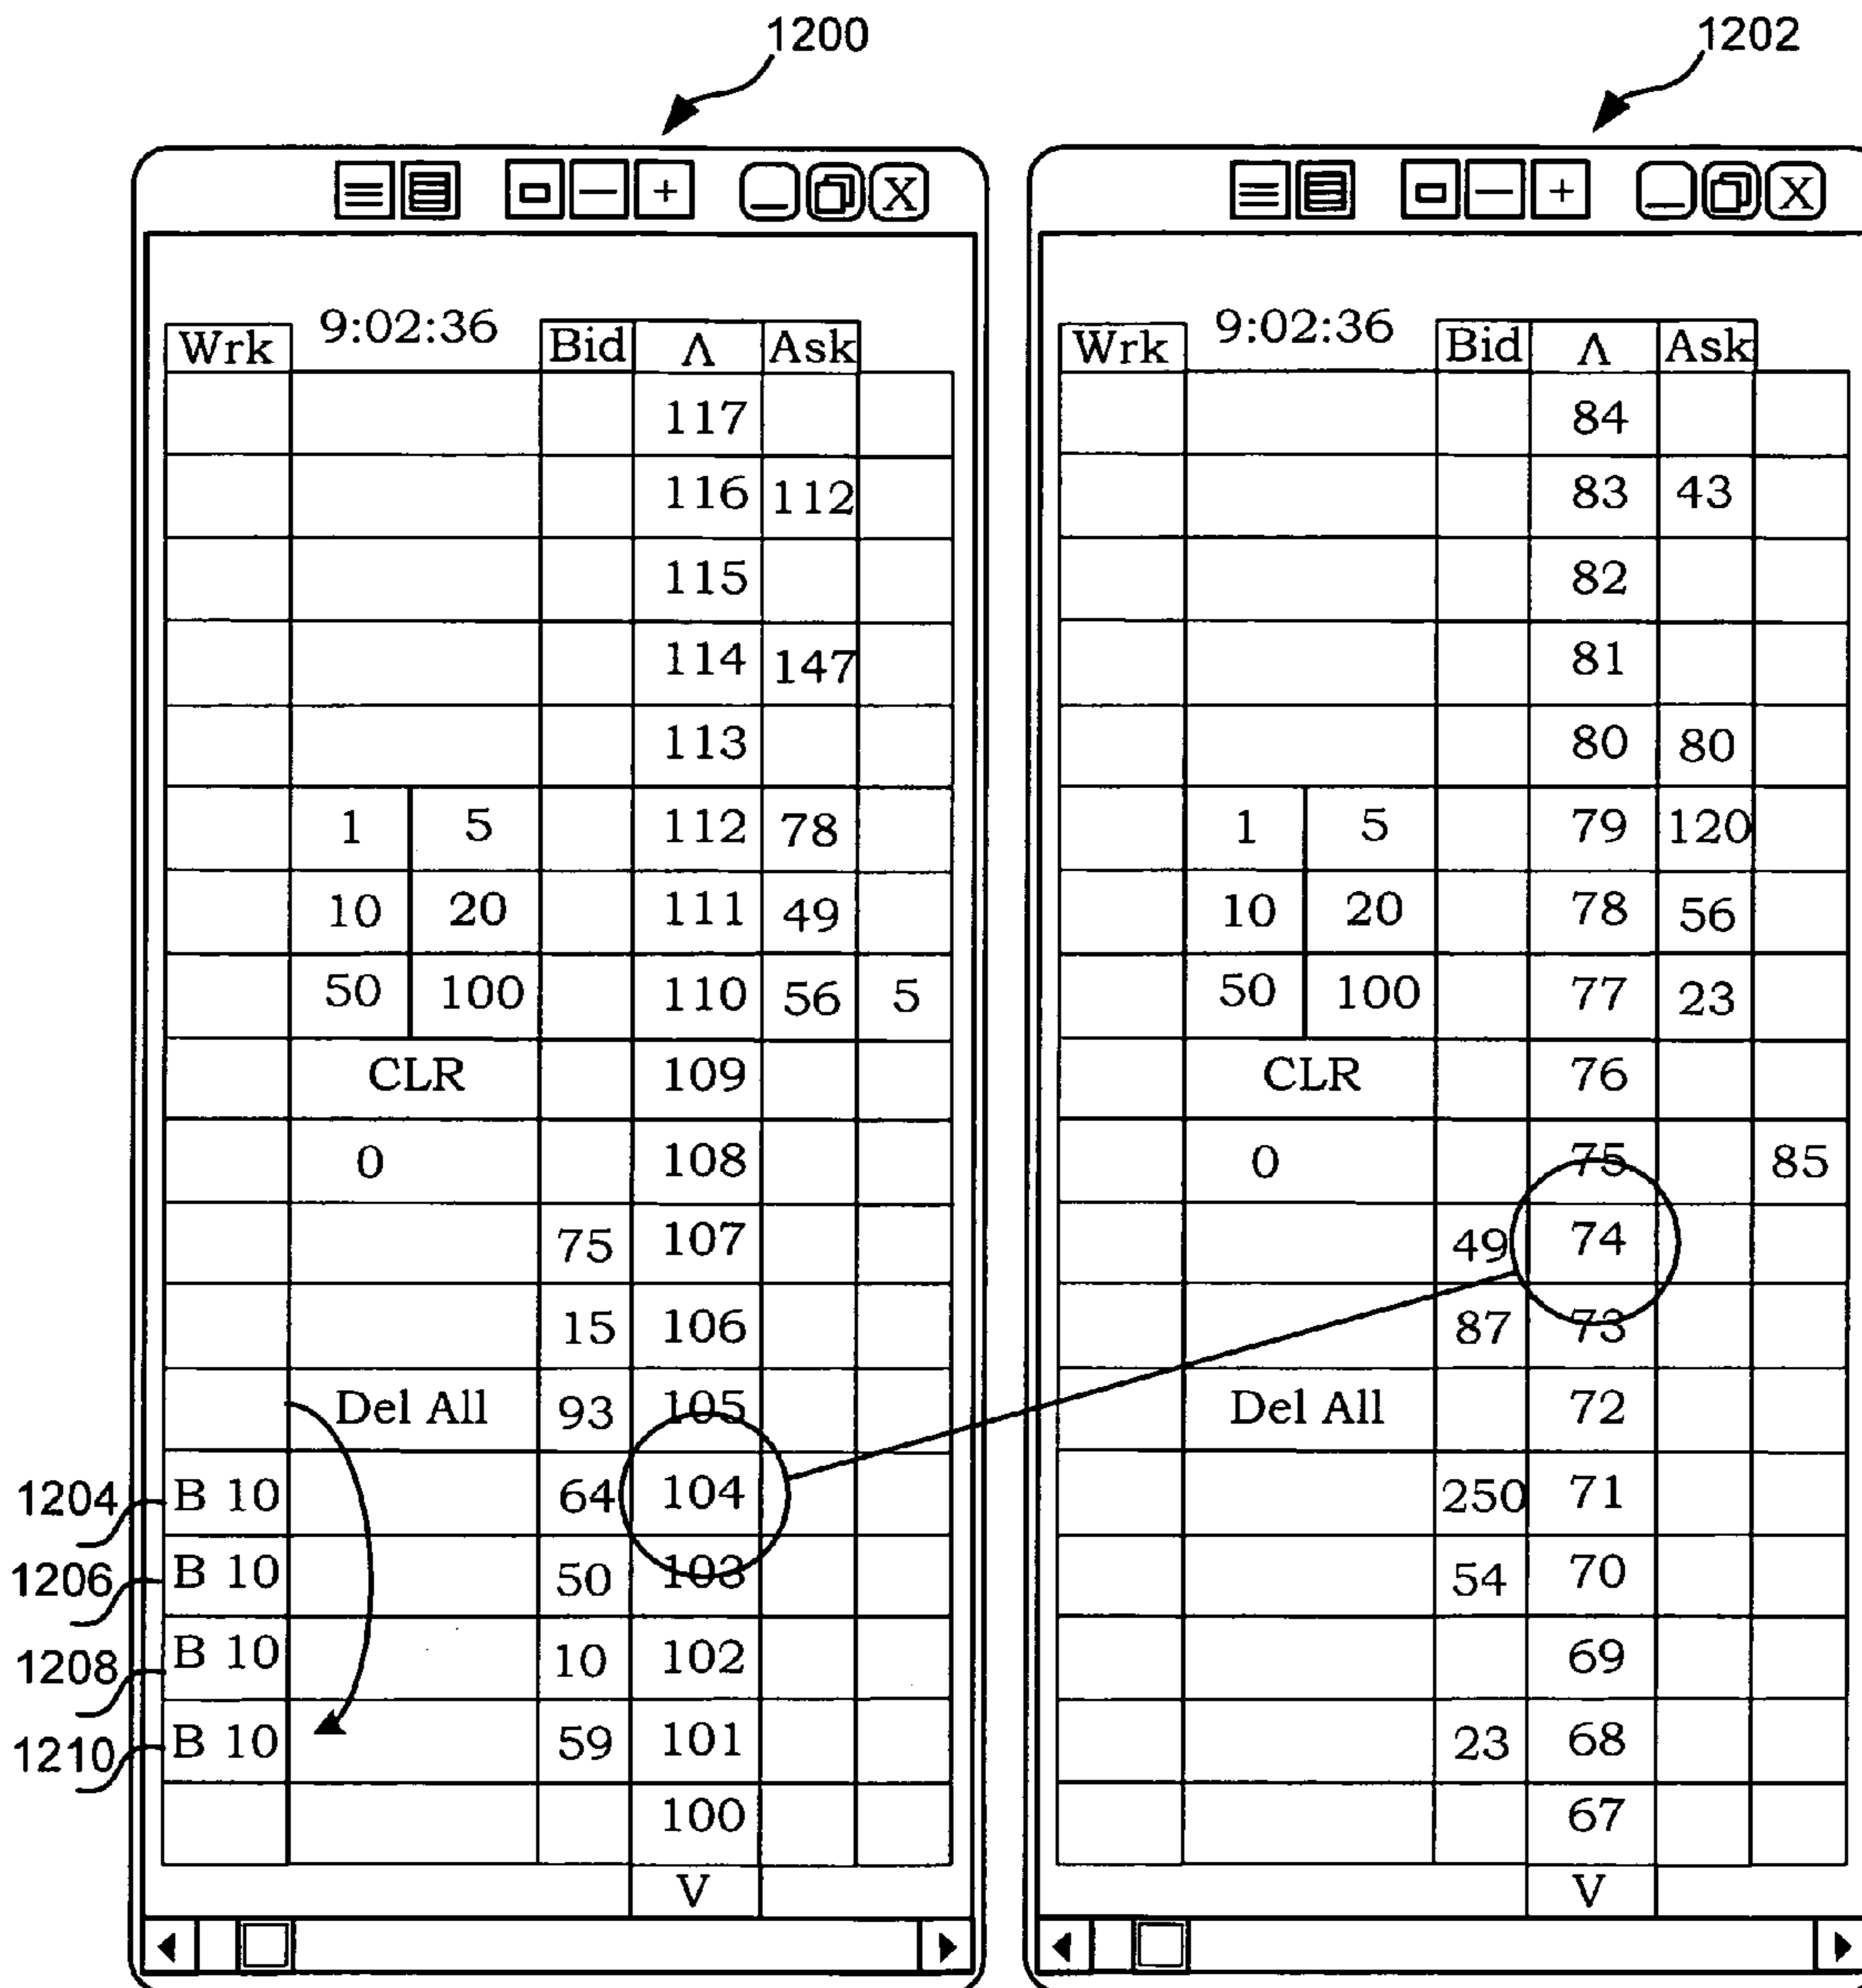 1200 1202
X X
Wrk 9:02:36 Bid Λ Ask Wrk 9:02:36 Bid Λ Ask
117 84
116 112 83 43
115 82
114 147 81
113 80 80
1 5 112 78 1 5 79 120
10 20 111 49 10 20 78 56
50 100 110 56 5 50 100 77 23
CLR 109 CLR 76
0 108 0 75 85
75 107 49 74
15 106 87 73
Del All 93 105 Del All 72
1204 B 10 64 104 250 71
1206 B 10 50 103 54 70
1208 B 10 10 102 69
1210 B 10 59 101 23 68
100 67
V V